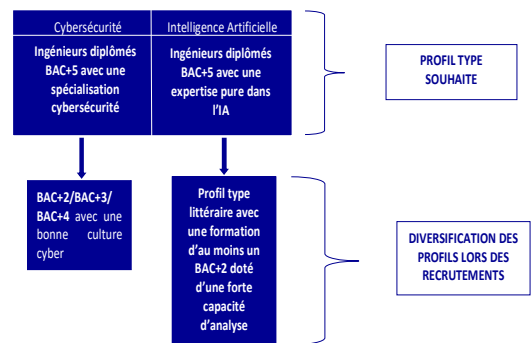 Cybersécurité
Intelligence Artificielle
Ingénieurs diplômés
BAC+5 avec une
spécialisation
cybersécurité
Ingénieurs diplômés
BAC+5 avec une
expertise pure dans
l'IA
PROFIL TYPE
SOUHAITE
BAC+2/BAC+3/
BAC+4 avec une
bonne culture
cyber
Profil type
littéraire avec
une formation
d'au moins un
BAC+2 doté
d'une forte
capacité
d'analyse
DIVERSIFICATION DES
PROFILS LORS DES
RECRUTEMENTS